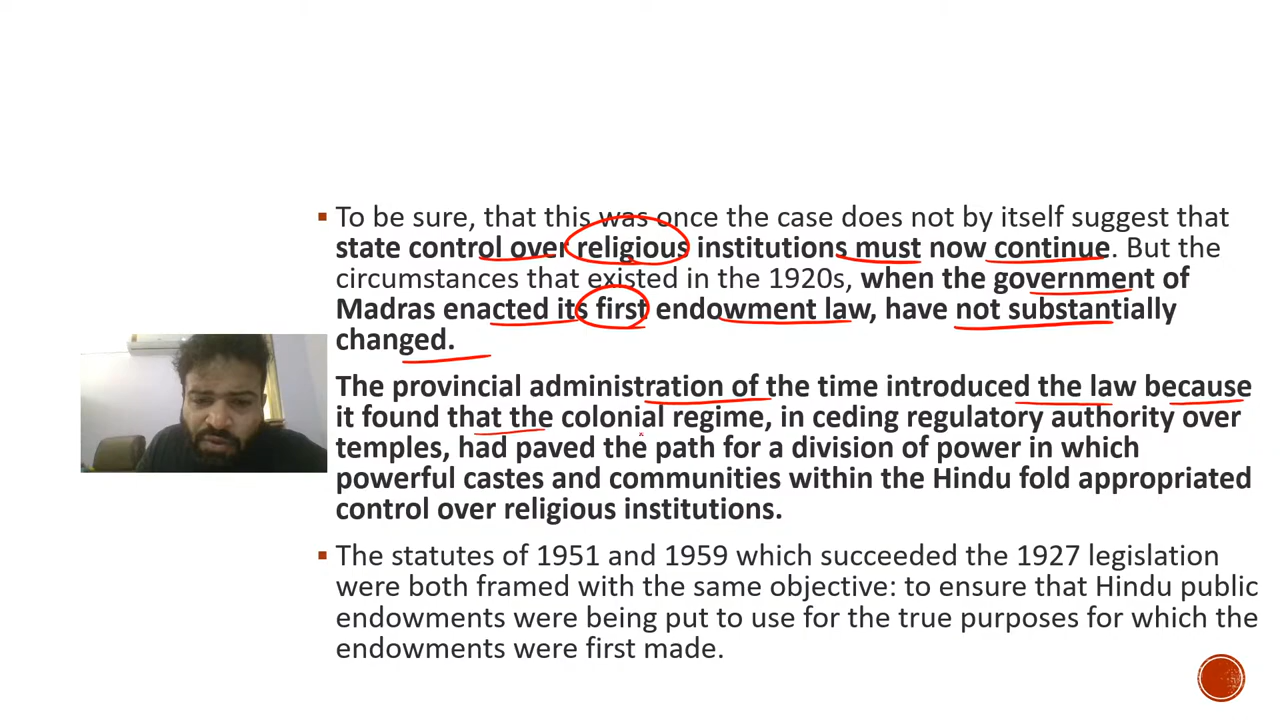 To be sure, that this was once the case does not by itself suggest that
state control over religious institutions must now continue. But the
circumstances that existed in the 1920s, when the government of
Madras enacted its first endowment law, have not substantially
changed.
The provincial administration of the time introduced the law because
it found that the colonial regime, in ceding regulatory authority over
temples, had paved the path for a division of power in which
powerful castes and communities within the Hindu fold appropriated
control over religious institutions.
The statutes of 1951 and 1959 which succeeded the 1927 legislation
were both framed with the same objective: to ensure that Hindu public
endowments were being put to use for the true purposes for which the
endowments were first made.